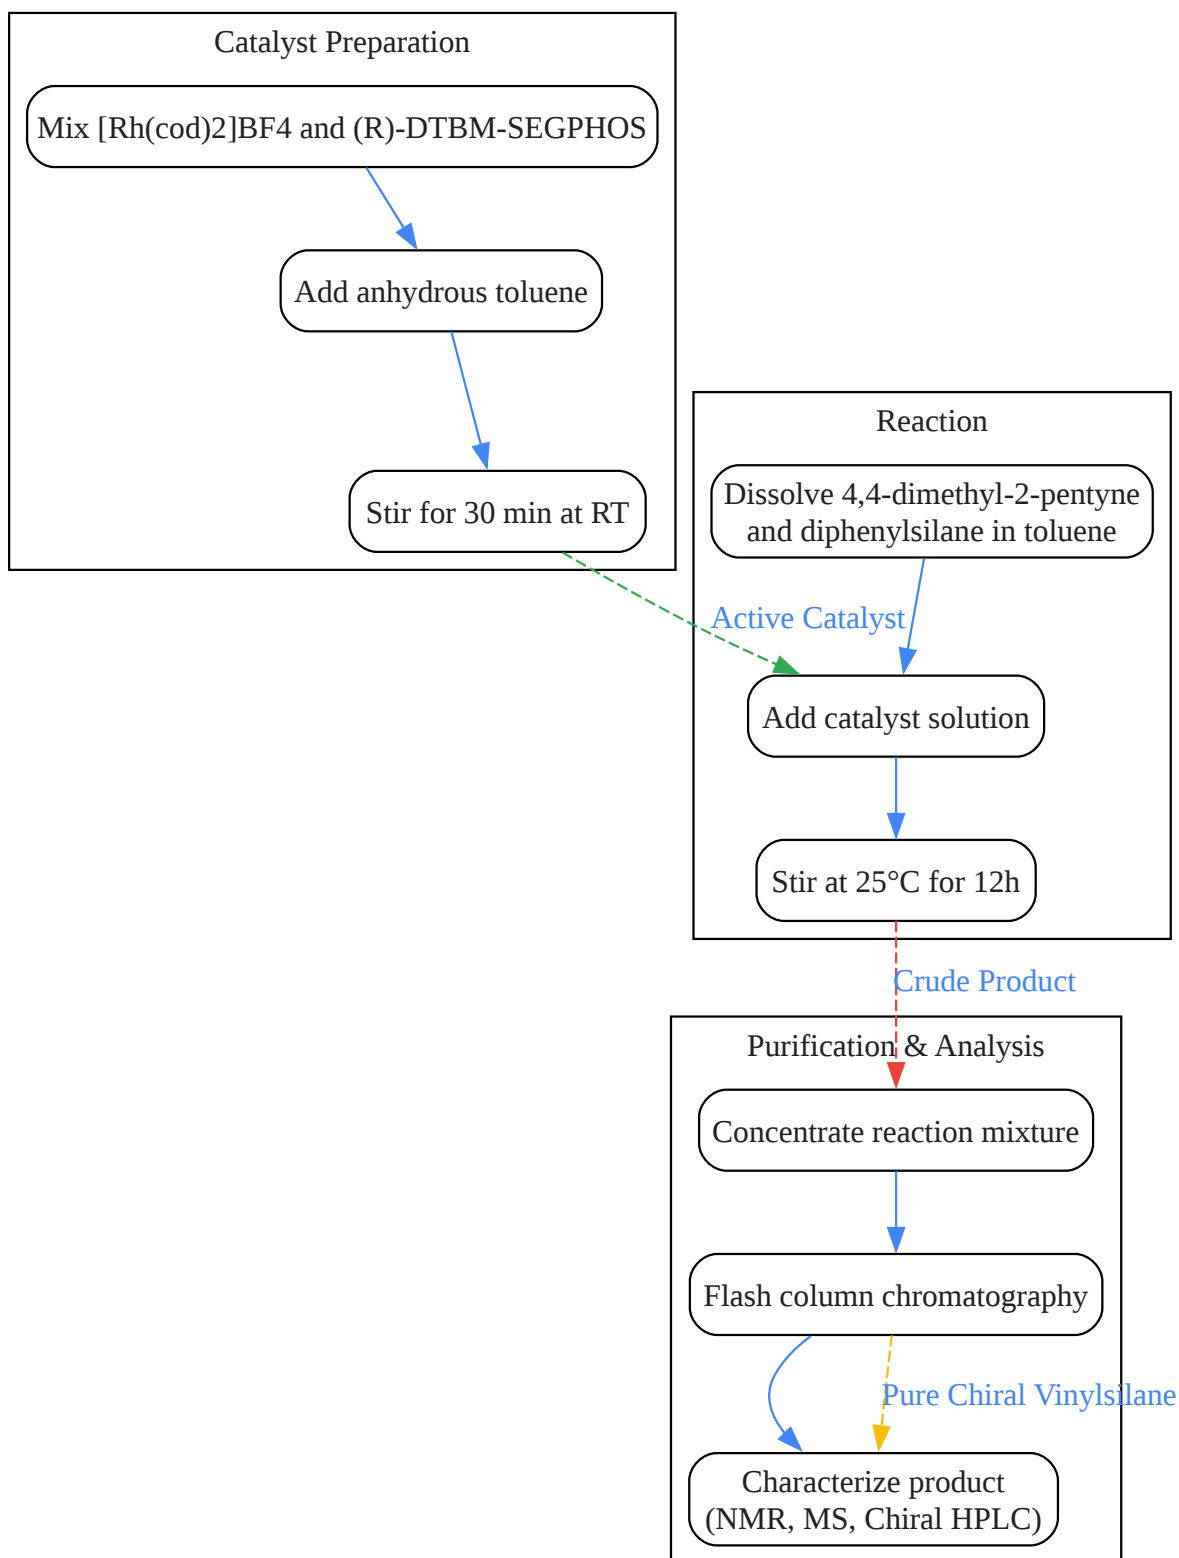 Catalyst Preparation
Mix [Rh(cod)2]BF4 and (R)-DTBM-SEGPHOS
Add anhydrous toluene
Stir for 30 min at RT
Reaction
Dissolve 4,4-dimethyl-2-pentyne
and diphenylsilane in toluene
Active Catalyst
Add catalyst solution
Stir at 25°C for 12h
Crude Product
Purification & Analysis
Concentrate reaction mixture
Flash column chromatography
Pure Chiral Vinylsilane
Characterize product
(NMR, MS, Chiral HPLC)